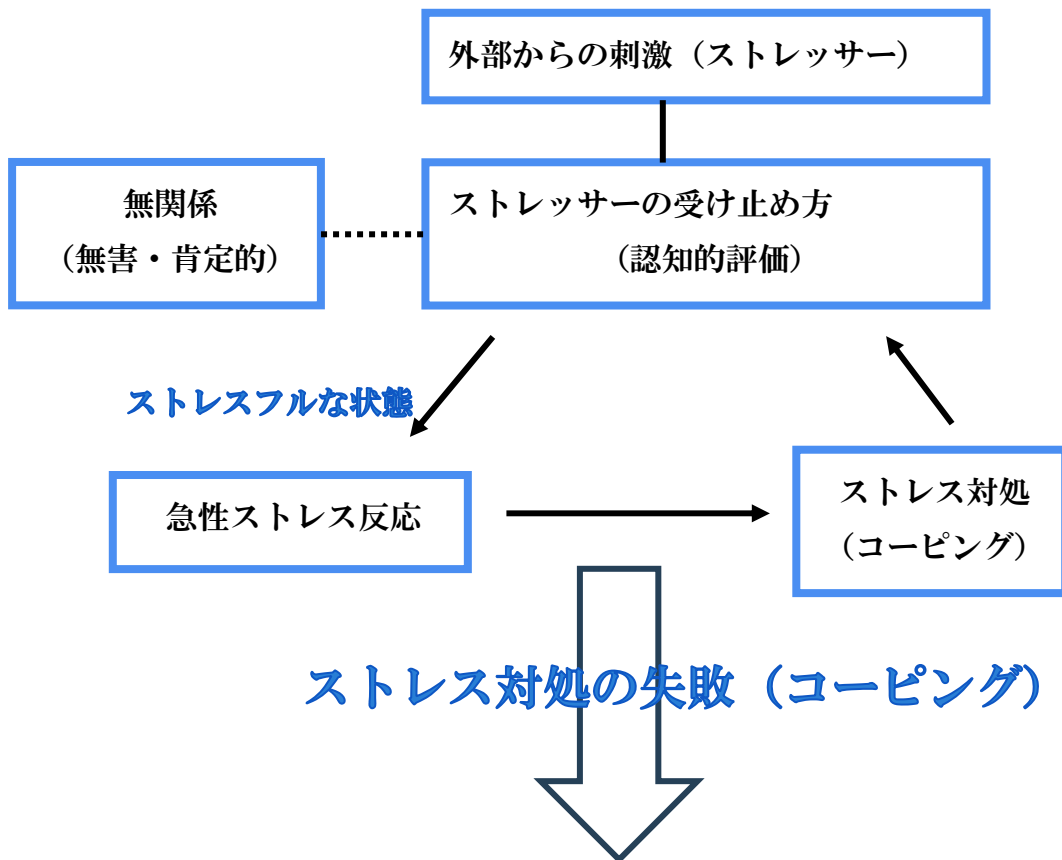 外部からの刺激（ストレッサー）
無関係
（無害・肯定的）
ストレッサーの受け止め方
（認知的評価）
ストレスフルな状態
急性ストレス反応
ストレス対処
（コーピング）
ストレス対処の失敗（コーピング）